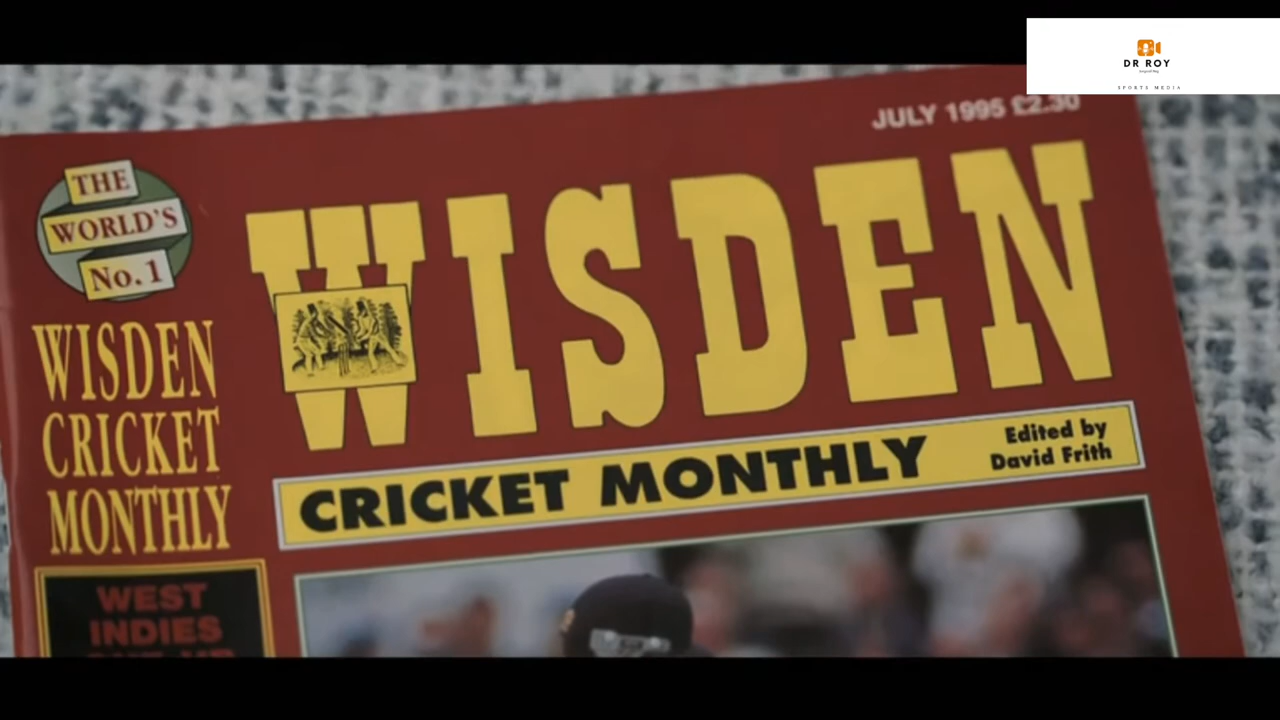 DR ROY
SPORTS MEDIA
JULY 1995 £2.30
THE
WORLD'S
No. 1
WISDEN
CRICKET
MONTHLY
WISDEN
CRICKET MONTHLY
Edited by
David Frith
WEST
INDIES